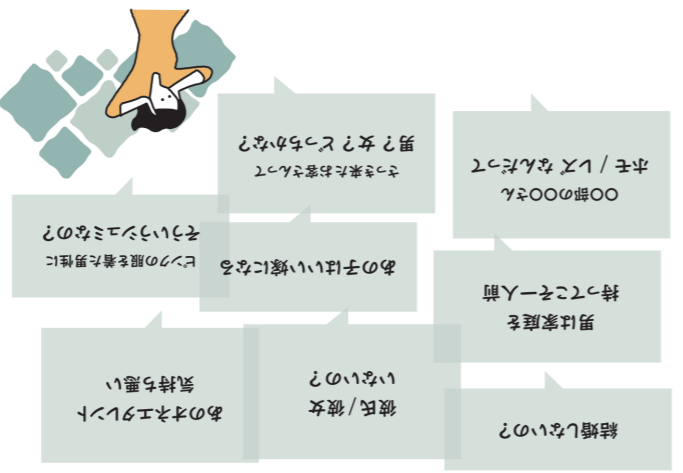 結婚しないの?
彼氏/彼女
いないの?
あのオネエタレント
気持ち悪い
男は家庭を
持ってこそ一人前
あの子はいい嫁になる
ピンクの服を着た男性に
そういうシュミなの?
〇〇部の〇〇さん
ホモ / レズ なんだって
さっき来たお客さんって
男?女?どっちかな?